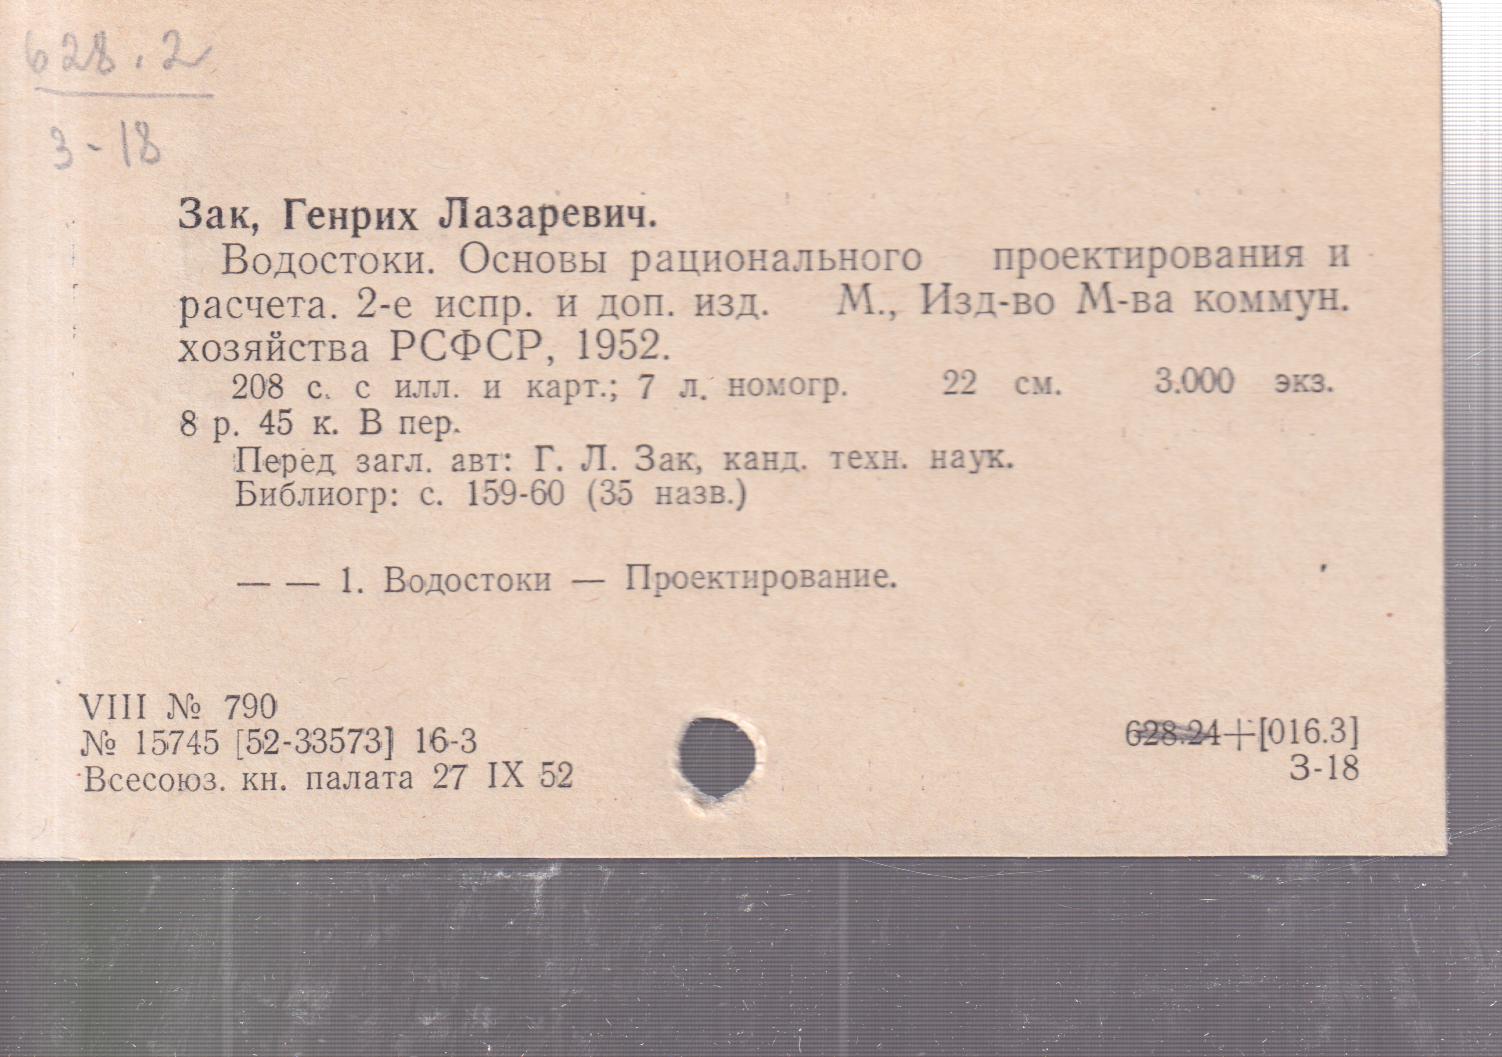 628.2
З-18
Зак, Генрих Лазаревич.
Водостоки. Основы рационального проектирования и
расчета. 2-е испр. и доп. изд. М., Изд-во М-ва коммун.
хозяйства РСФСР, 1952.
208 с. с илл. и карт.; 7 л. номогр. 22 см. 3.000 экз.
8 р. 45 к. В пер.
Перед загл. авт: Г. Л. Зак, канд. техн. наук.
Библиогр: с. 159-60 (35 назв.)
— — 1. Водостоки — Проектирование.
VIII № 790
№ 15745 [52-33573] 16-3
Всесоюз. кн. палата 27 IX 52
628.24+[016.3]
З-18